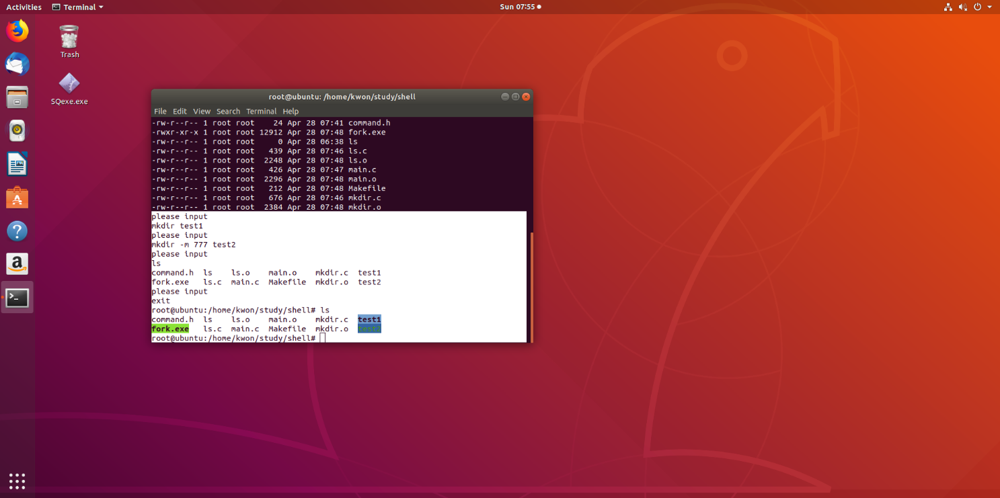 Activities Terminal Sun 07:55
Trash
SQexe.exe
root@ubuntu: /home/kwon/study/shell
File Edit View Search Terminal Help
-rw-r--r-- 1 root root    24 Apr 28 07:41 command.h
-rwxr-xr-x 1 root root 12912 Apr 28 07:48 fork.exe
-rw-r--r-- 1 root root     0 Apr 28 06:38 ls
-rw-r--r-- 1 root root   439 Apr 28 07:46 ls.c
-rw-r--r-- 1 root root  2248 Apr 28 07:48 ls.o
-rw-r--r-- 1 root root   426 Apr 28 07:47 main.c
-rw-r--r-- 1 root root  2296 Apr 28 07:48 main.o
-rw-r--r-- 1 root root   212 Apr 28 07:48 Makefile
-rw-r--r-- 1 root root   676 Apr 28 07:46 mkdir.c
-rw-r--r-- 1 root root  2384 Apr 28 07:48 mkdir.o
please input
mkdir test1
please input
mkdir -m 777 test2
please input
ls
command.h  ls    ls.o    main.o    mkdir.c  test1
fork.exe   ls.c  main.c  Makefile  mkdir.o  test2
please input
exit
root@ubuntu:/home/kwon/study/shell# ls
command.h  ls    ls.o    main.o    mkdir.c  test1
fork.exe   ls.c  main.c  Makefile  mkdir.o  test2
root@ubuntu:/home/kwon/study/shell#